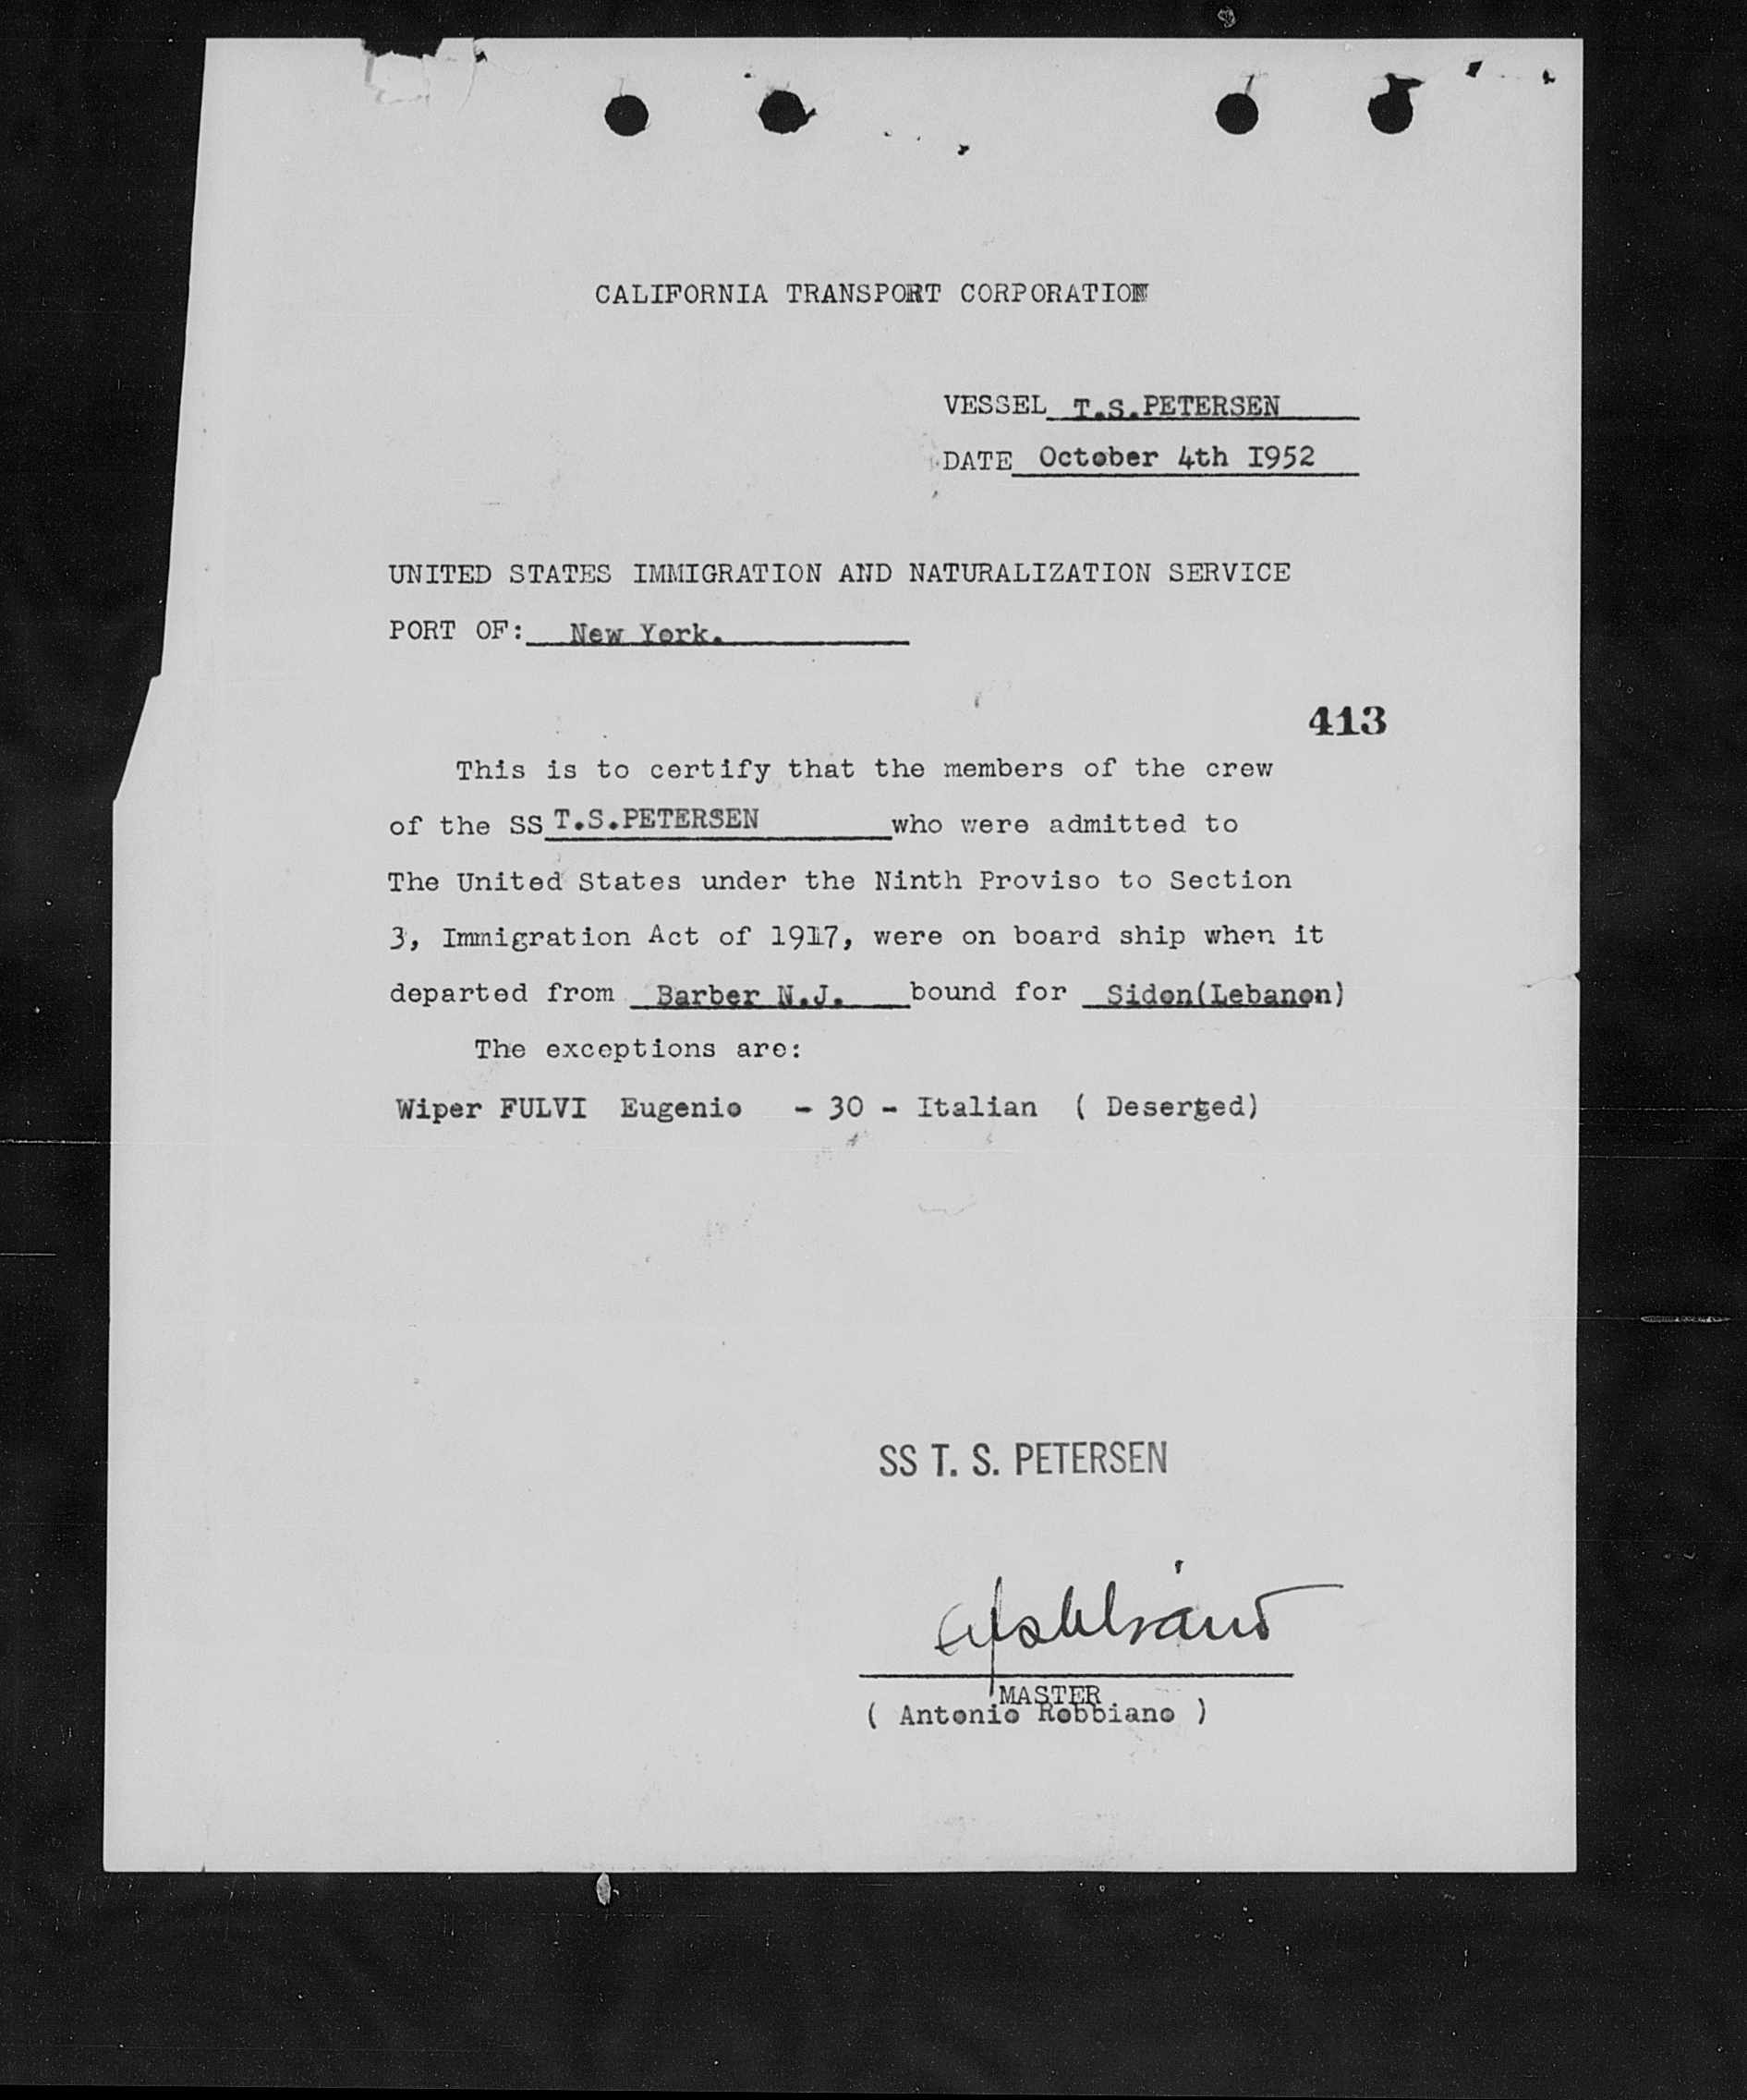 CALIFORNIA TRANSPORT CORPORATION
VESSEL T.S.PETERSEN
DATE October 4th I952
UNITED STATES IMMIGRATION AND NATURALIZATION SERVICE
PORT OF: New York.
413
This is to certify that the members of the crew
of the SS T.S.PETERSEN who were admitted to
The United States under the Ninth Proviso to Section
3, Immigration Act of 1917, were on board ship when it
departed from Barber N.J. bound for Sidon(Lebanon)
The exceptions are:
Wiper FULVI Eugenio - 30 - Italian ( Deserted)
SS T. S. PETERSEN
MASTER
( Antonio Robbiano )